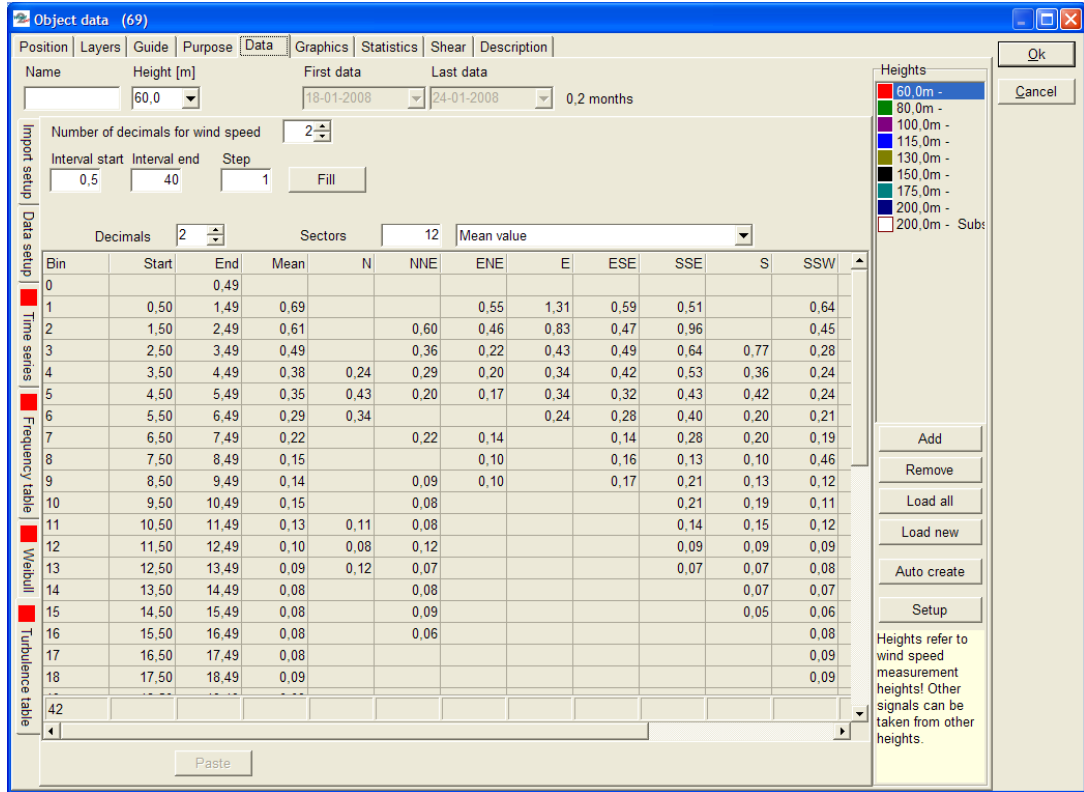 Object data (69)
Position Layers Guide Purpose Data Graphics Statistics Shear Description
Ok
Cancel
Name Height [m] First data Last data
60,0 18-01-2008 24-01-2008 0,2 months
Heights
60,0m -
80,0m -
100,0m -
115,0m -
130,0m -
150,0m -
175,0m -
200,0m -
200,0m - Subs
Import setup
Data setup
Time series
Frequency table
Weibull
Turbulence table
Number of decimals for wind speed 2
Interval start Interval end Step
0,5 40 1 Fill
Decimals 2 Sectors 12 Mean value
Bin Start End Mean N NNE ENE E ESE SSE S SSW
0 0,49
1 0,50 1,49 0,69 0,55 1,31 0,59 0,51 0,64
2 1,50 2,49 0,61 0,60 0,46 0,83 0,47 0,96 0,45
3 2,50 3,49 0,49 0,36 0,22 0,43 0,49 0,64 0,77 0,28
4 3,50 4,49 0,38 0,24 0,29 0,20 0,34 0,42 0,53 0,36 0,24
5 4,50 5,49 0,35 0,43 0,20 0,17 0,34 0,32 0,43 0,42 0,24
6 5,50 6,49 0,29 0,34 0,24 0,28 0,40 0,20 0,21
7 6,50 7,49 0,22 0,22 0,14 0,14 0,28 0,20 0,19
8 7,50 8,49 0,15 0,10 0,16 0,13 0,10 0,46
9 8,50 9,49 0,14 0,09 0,10 0,17 0,21 0,13 0,12
10 9,50 10,49 0,15 0,08 0,21 0,19 0,11
11 10,50 11,49 0,13 0,11 0,08 0,14 0,15 0,12
12 11,50 12,49 0,10 0,08 0,12 0,09 0,09 0,09
13 12,50 13,49 0,09 0,12 0,07 0,07 0,07 0,08
14 13,50 14,49 0,08 0,08 0,07 0,07
15 14,50 15,49 0,08 0,09 0,05 0,06
16 15,50 16,49 0,08 0,06 0,08
17 16,50 17,49 0,08 0,09
18 17,50 18,49 0,09 0,09
42
Paste
Add
Remove
Load all
Load new
Auto create
Setup
Heights refer to
wind speed
measurement
heights! Other
signals can be
taken from other
heights.